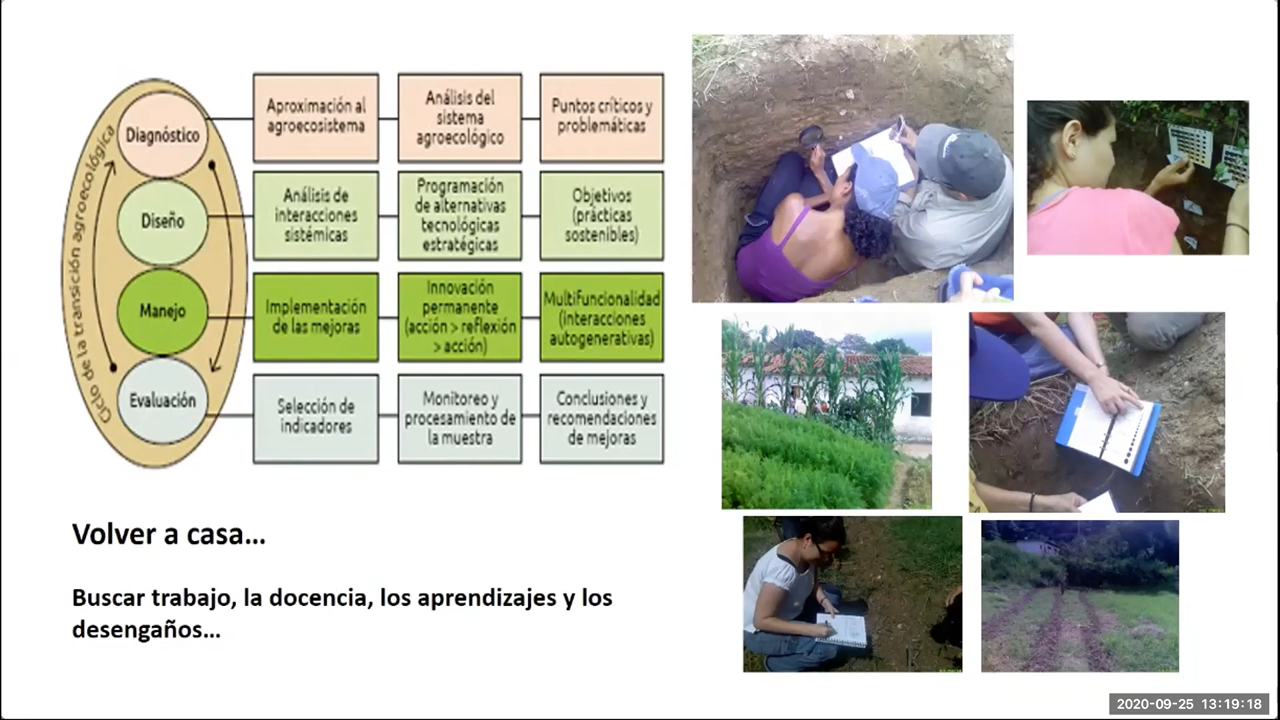 Ciclo de la transición agroecológica
Diagnóstico
Aproximación al
agroecosistema
Análisis del
sistema
agroecológico
Puntos críticos y
problemáticas
Diseño
Análisis de
interacciones
sistémicas
Programación
de alternativas
tecnológicas
estratégicas
Objetivos
(prácticas
sostenibles)
Manejo
Implementación
de las mejoras
Innovación
permanente
(acción > reflexión
> acción)
Multifuncionalidad
(interacciones
autogenerativas)
Evaluación
Selección de
indicadores
Monitoreo y
procesamiento de
la muestra
Conclusiones y
recomendaciones
de mejoras
Volver a casa...
Buscar trabajo, la docencia, los aprendizajes y los
desengaños...
2020-09-25 13:19:18